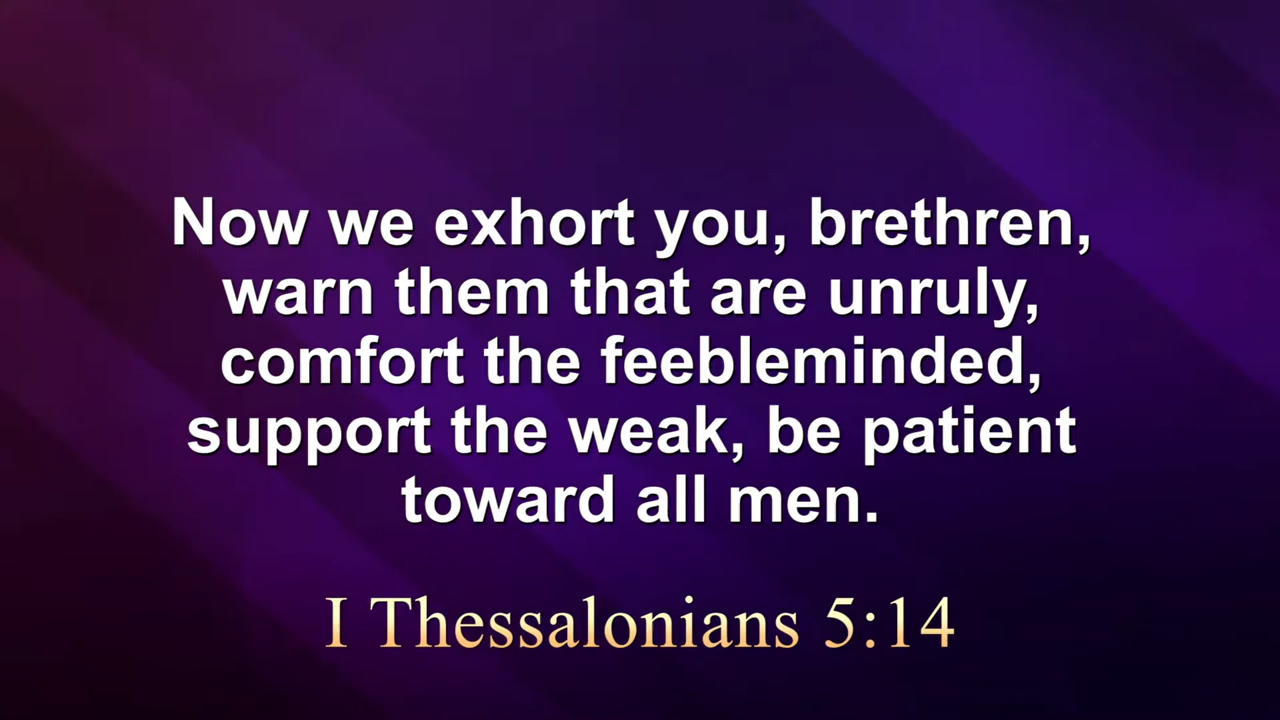 Now we exhort you, brethren,
warn them that are unruly,
comfort the feebleminded,
support the weak, be patient
toward all men.
I Thessalonians 5:14